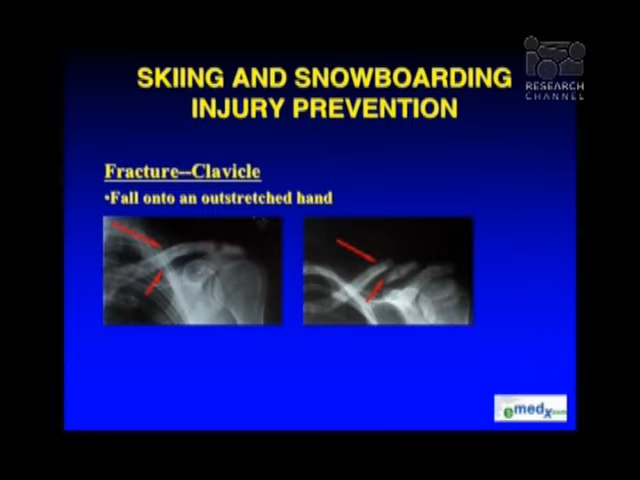 SKIING AND SNOWBOARDING
INJURY PREVENTION
RESEARCH
CHANNEL
Fracture--Clavicle
•Fall onto an outstretched hand
emedx